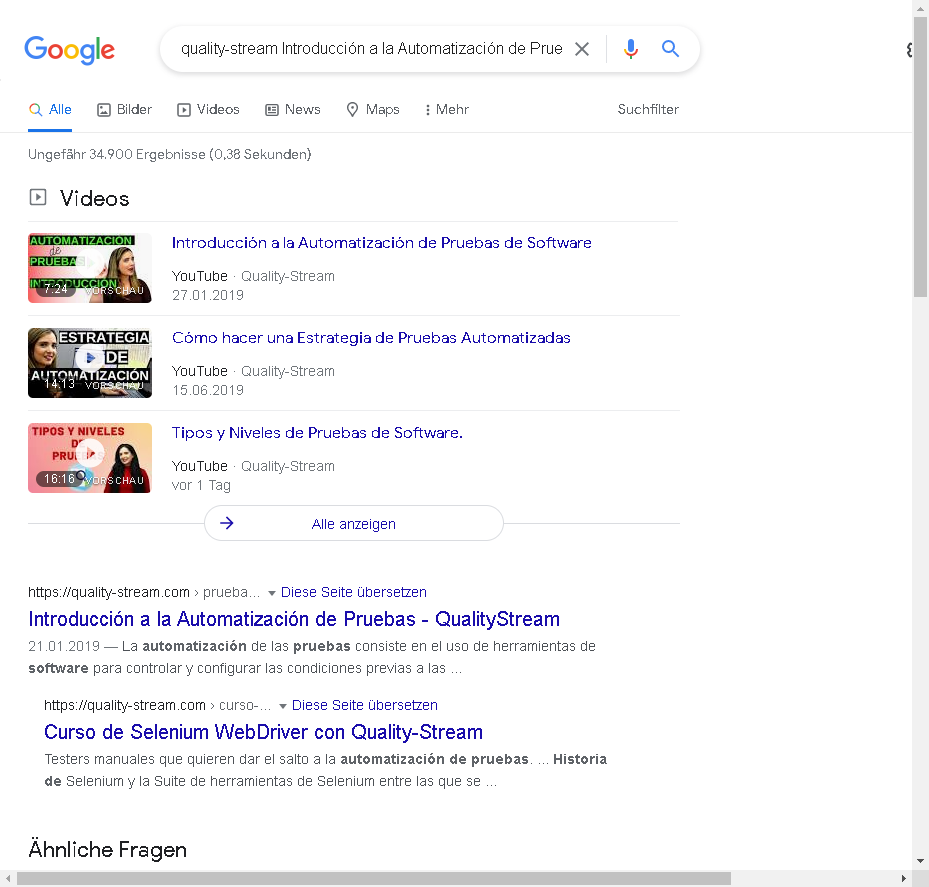 Google
quality-stream Introducción a la Automatización de Prue
Alle
Bilder
Videos
News
Maps
Mehr
Suchfilter
Ungefähr 34.900 Ergebnisse (0,38 Sekunden)
Videos
AUTOMATIZACIÓN
de
PRUEBAS
INTRODUCCIÓN
7:24 VORSCHAU
Introducción a la Automatización de Pruebas de Software
YouTube · Quality-Stream
27.01.2019
ESTRATEGIA
DE
AUTOMATIZACIÓN
14:13 VORSCHAU
Cómo hacer una Estrategia de Pruebas Automatizadas
YouTube · Quality-Stream
15.06.2019
TIPOS Y NIVELES
DE
16:16 VORSCHAU
Tipos y Niveles de Pruebas de Software.
YouTube · Quality-Stream
vor 1 Tag
Alle anzeigen
https://quality-stream.com › prueba... Diese Seite übersetzen
Introducción a la Automatización de Pruebas - QualityStream
21.01.2019 — La automatización de las pruebas consiste en el uso de herramientas de
software para controlar y configurar las condiciones previas a las ...
https://quality-stream.com › curso-... Diese Seite übersetzen
Curso de Selenium WebDriver con Quality-Stream
Testers manuales que quieren dar el salto a la automatización de pruebas. ... Historia
de Selenium y la Suite de herramientas de Selenium entre las que se ...
Ähnliche Fragen